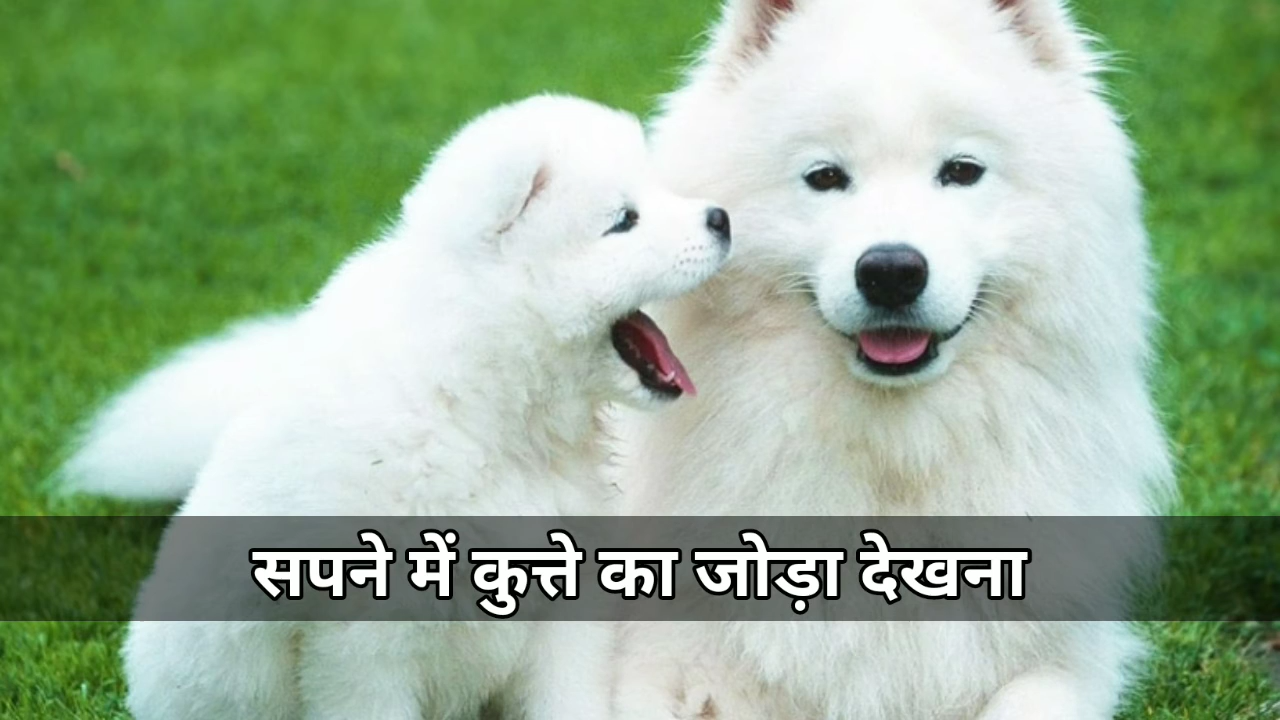 सपने में कुत्ते का जोड़ा देखना